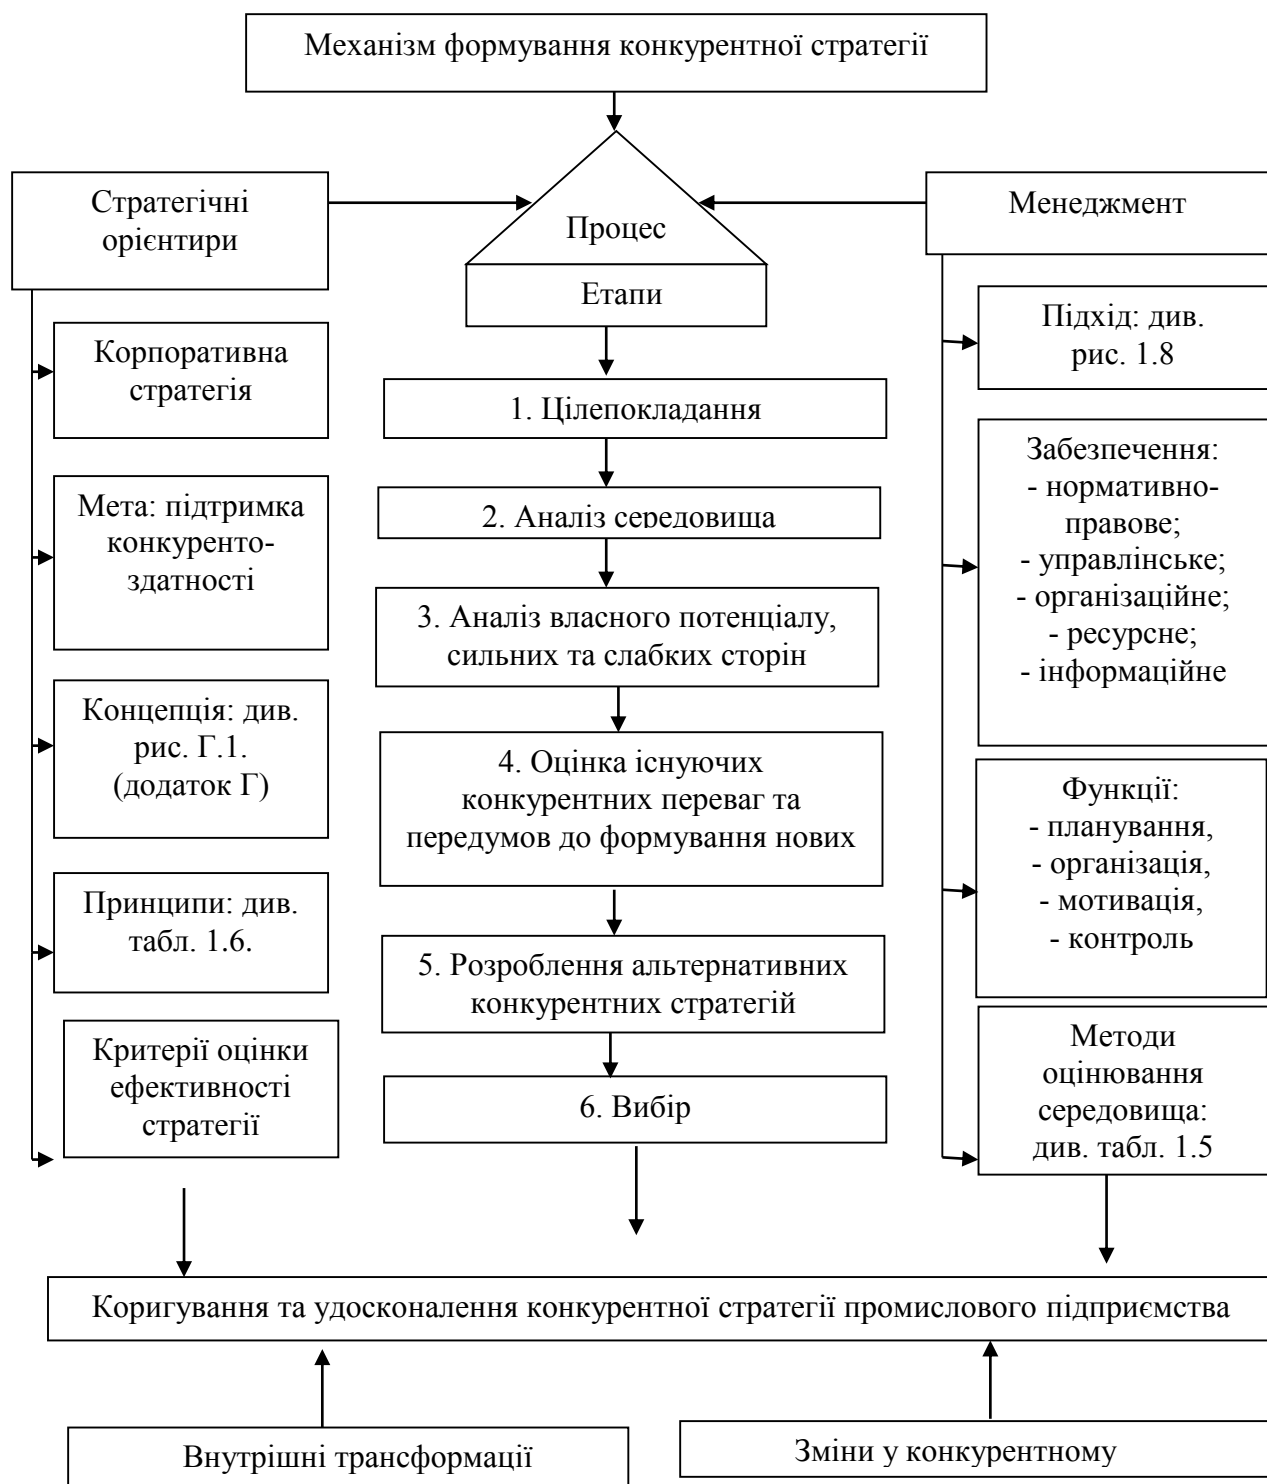 Механізм формування конкурентної стратегії
Стратегічні
орієнтири
Процес
Етапи
Менеджмент
Корпоративна
стратегія
Мета: підтримка
конкуренто-
здатності
Концепція: див.
рис. Г.1.
(додаток Г)
Принципи: див.
табл. 1.6.
Критерії оцінки
ефективності
стратегії
1. Цілепокладання
2. Аналіз середовища
3. Аналіз власного потенціалу,
сильних та слабких сторін
4. Оцінка існуючих
конкурентних переваг та
передумов до формування нових
5. Розроблення альтернативних
конкурентних стратегій
6. Вибір
Підхід: див.
рис. 1.8
Забезпечення:
- нормативно-
правове;
- управлінське;
- організаційне;
- ресурсне;
- інформаційне
Функції:
- планування,
- організація,
- мотивація,
- контроль
Методи
оцінювання
середовища:
див. табл. 1.5
Коригування та удосконалення конкурентної стратегії промислового підприємства
Внутрішні трансформації
Зміни у конкурентному